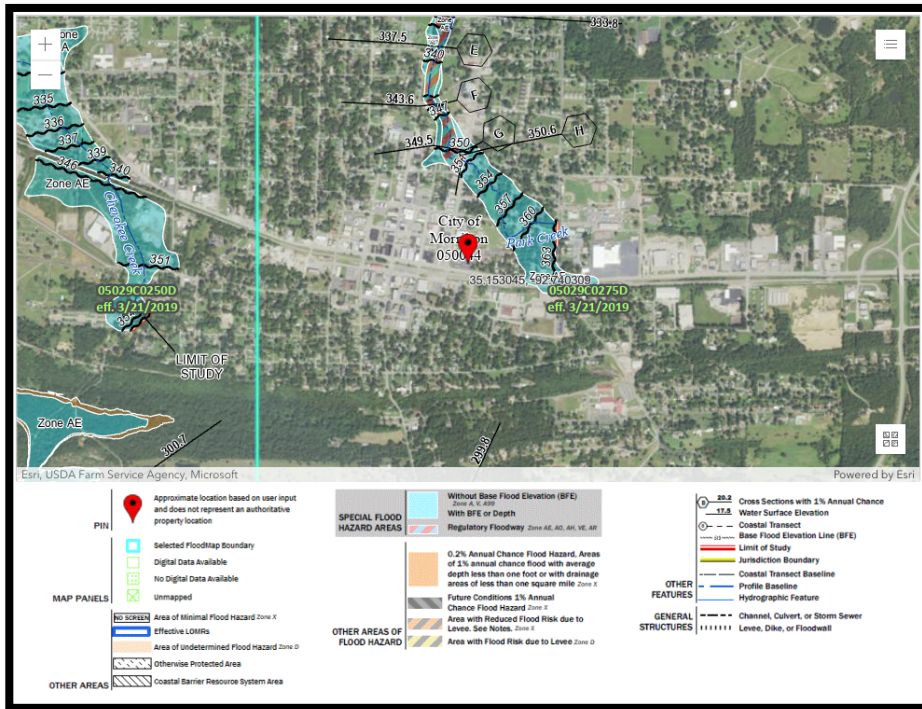 Zone
A
+
−
335
336
337
339
340
346
Zone AE
Cherokee Creek
351
05029C0250D
eff. 3/21/2019
354
LIMIT OF
STUDY
Zone AE
300.7
299.8
333.8
337.5
E
340
343.6
F
347
349.5
G
350
350.6
H
354
357
360
363
Park Creek
City of
Morrilton
050044
35.153045, -92.740309
05029C0275D
eff. 3/21/2019
Esri, USDA Farm Service Agency, Microsoft
Powered by Esri
PIN
Approximate location based on user input
and does not represent an authoritative
property location
MAP PANELS
Selected FloodMap Boundary
Digital Data Available
No Digital Data Available
Unmapped
OTHER AREAS
NO SCREEN Area of Minimal Flood Hazard Zone X
Effective LOMRs
Area of Undetermined Flood Hazard Zone D
Otherwise Protected Area
Coastal Barrier Resource System Area
SPECIAL FLOOD
HAZARD AREAS
Without Base Flood Elevation (BFE)
Zone A, V, A99
With BFE or Depth
Regulatory Floodway Zone AE, AO, AH, VE, AR
OTHER AREAS OF
FLOOD HAZARD
0.2% Annual Chance Flood Hazard, Areas
of 1% annual chance flood with average
depth less than one foot or with drainage
areas of less than one square mile Zone X
Future Conditions 1% Annual
Chance Flood Hazard Zone X
Area with Reduced Flood Risk due to
Levee. See Notes. Zone X
Area with Flood Risk due to Levee Zone D
OTHER
FEATURES
B 20.2 Cross Sections with 1% Annual Chance
17.5 Water Surface Elevation
8 Coastal Transect
513 Base Flood Elevation Line (BFE)
Limit of Study
Jurisdiction Boundary
Coastal Transect Baseline
Profile Baseline
Hydrographic Feature
GENERAL
STRUCTURES
Channel, Culvert, or Storm Sewer
Levee, Dike, or Floodwall